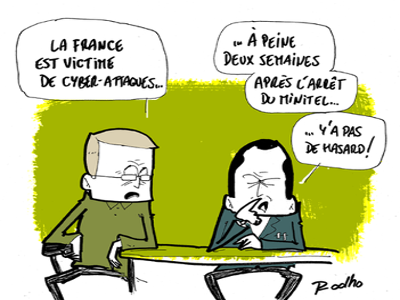 LA FRANCE
EST VICTIME
DE CYBER-ATTAQUES...
... À PEINE
DEUX SEMAINES
APRÈS L'ARRÊT
DU MINITEL...
... Y'A PAS
DE HASARD !
Rodho